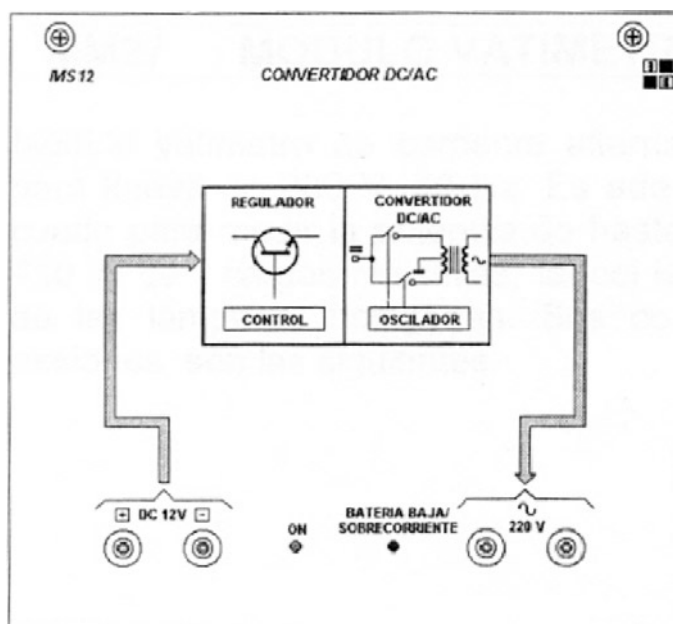 MS12
CONVERTIDOR DC/AC
REGULADOR
CONTROL
CONVERTIDOR
DC/AC
OSCILADOR
+ DC 12V -
ON
BATERIA BAJA/
SOBRECORRIENTE
220 V